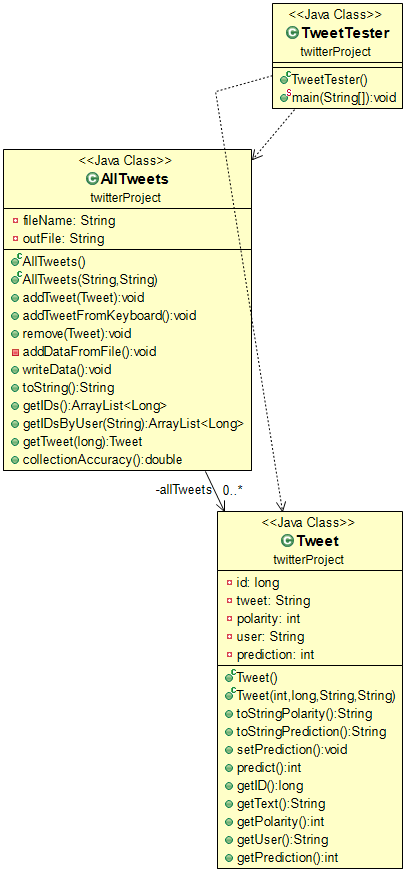 <<Java Class>>
TweetTester
twitterProject
TweetTester()
main(String[]):void
<<Java Class>>
AllTweets
twitterProject
fileName: String
outFile: String
AllTweets()
AllTweets(String,String)
addTweet(Tweet):void
addTweetFromKeyboard():void
remove(Tweet):void
addDataFromFile():void
writeData():void
toString():String
getIDs():ArrayList<Long>
getIDsByUser(String):ArrayList<Long>
getTweet(long):Tweet
collectionAccuracy():double
-allTweets 0..*
<<Java Class>>
Tweet
twitterProject
id: long
tweet: String
polarity: int
user: String
prediction: int
Tweet()
Tweet(int,long,String,String)
toStringPolarity():String
toStringPrediction():String
setPrediction():void
predict():int
getID():long
getText():String
getPolarity():int
getUser():String
getPrediction():int